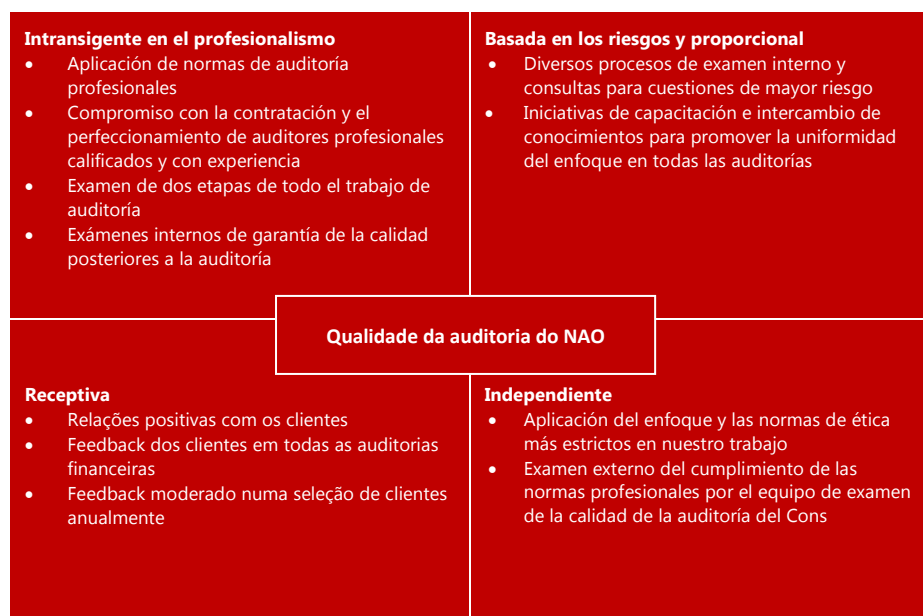 Intransigente en el profesionalismo
• Aplicación de normas de auditoría
profesionales
• Compromiso con la contratación y el
perfeccionamiento de auditores profesionales
calificados y con experiencia
• Examen de dos etapas de todo el trabajo de
auditoría
• Exámenes internos de garantía de la calidad
posteriores a la auditoría
Basada en los riesgos y proporcional
• Diversos procesos de examen interno y
consultas para cuestiones de mayor riesgo
• Iniciativas de capacitación e intercambio de
conocimientos para promover la uniformidad
del enfoque en todas las auditorías
Qualidade da auditoria do NAO
Receptiva
• Relações positivas com os clientes
• Feedback dos clientes em todas as auditorias
financeiras
• Feedback moderado numa seleção de clientes
anualmente
Independiente
• Aplicación del enfoque y las normas de ética
más estrictos en nuestro trabajo
• Examen externo del cumplimiento de las
normas profesionales por el equipo de examen
de la calidad de la auditoría del Cons